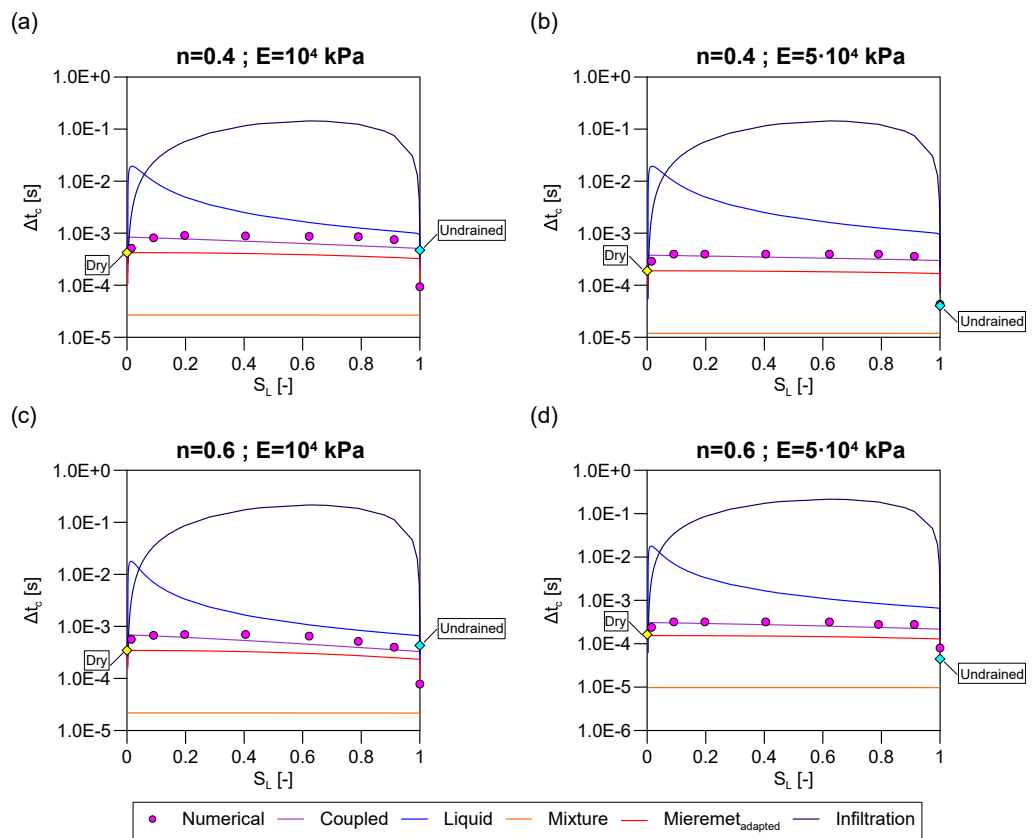 (a)
n=0.4 ; E=10⁴ kPa
1.0E+0
1.0E-1
1.0E-2
1.0E-3
1.0E-4
1.0E-5
Δt_c [s]
Dry
Undrained
0 0.2 0.4 0.6 0.8 1
S_L [-]
(b)
n=0.4 ; E=5·10⁴ kPa
1.0E+0
1.0E-1
1.0E-2
1.0E-3
1.0E-4
1.0E-5
Δt_c [s]
Dry
Undrained
0 0.2 0.4 0.6 0.8 1
S_L [-]
(c)
n=0.6 ; E=10⁴ kPa
1.0E+0
1.0E-1
1.0E-2
1.0E-3
1.0E-4
1.0E-5
Δt_c [s]
Dry
Undrained
0 0.2 0.4 0.6 0.8 1
S_L [-]
(d)
n=0.6 ; E=5·10⁴ kPa
1.0E+0
1.0E-1
1.0E-2
1.0E-3
1.0E-4
1.0E-5
1.0E-6
Δt_c [s]
Dry
Undrained
0 0.2 0.4 0.6 0.8 1
S_L [-]
Numerical Coupled Liquid Mixture Mieremet_adapted Infiltration